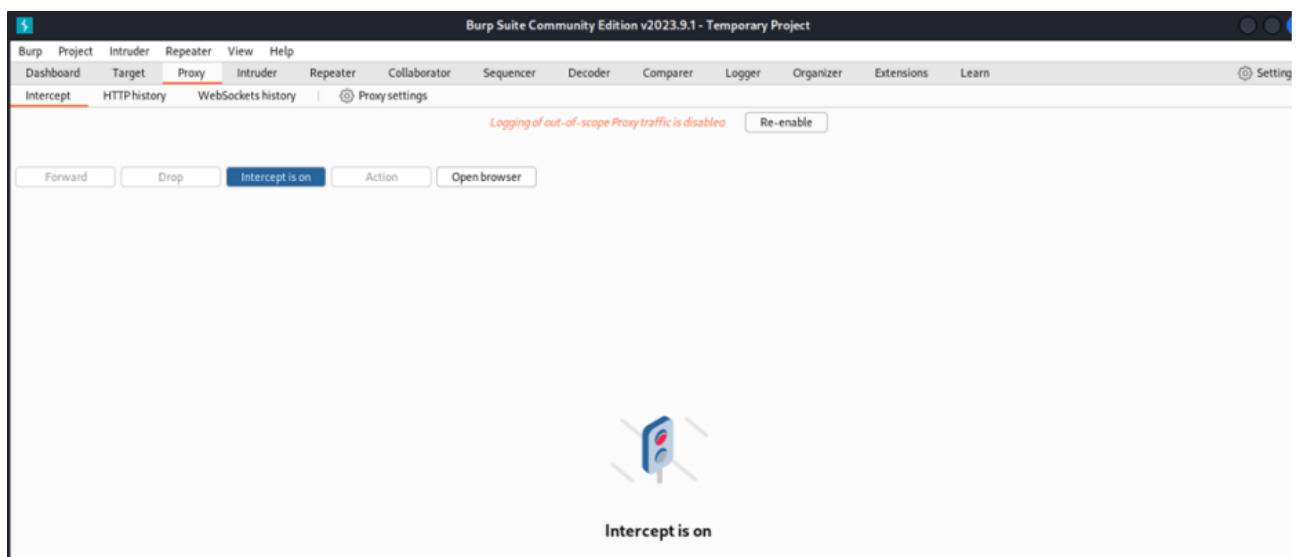 Burp Suite Community Edition v2023.9.1 - Temporary Project
Burp Project Intruder Repeater View Help
Dashboard Target Proxy Intruder Repeater Collaborator Sequencer Decoder Comparer Logger Organizer Extensions Learn Setting
Intercept HTTP history WebSockets history Proxy settings
Logging of out-of-scope Proxy traffic is disabled Re-enable
Forward Drop Intercept is on Action Open browser
Intercept is on